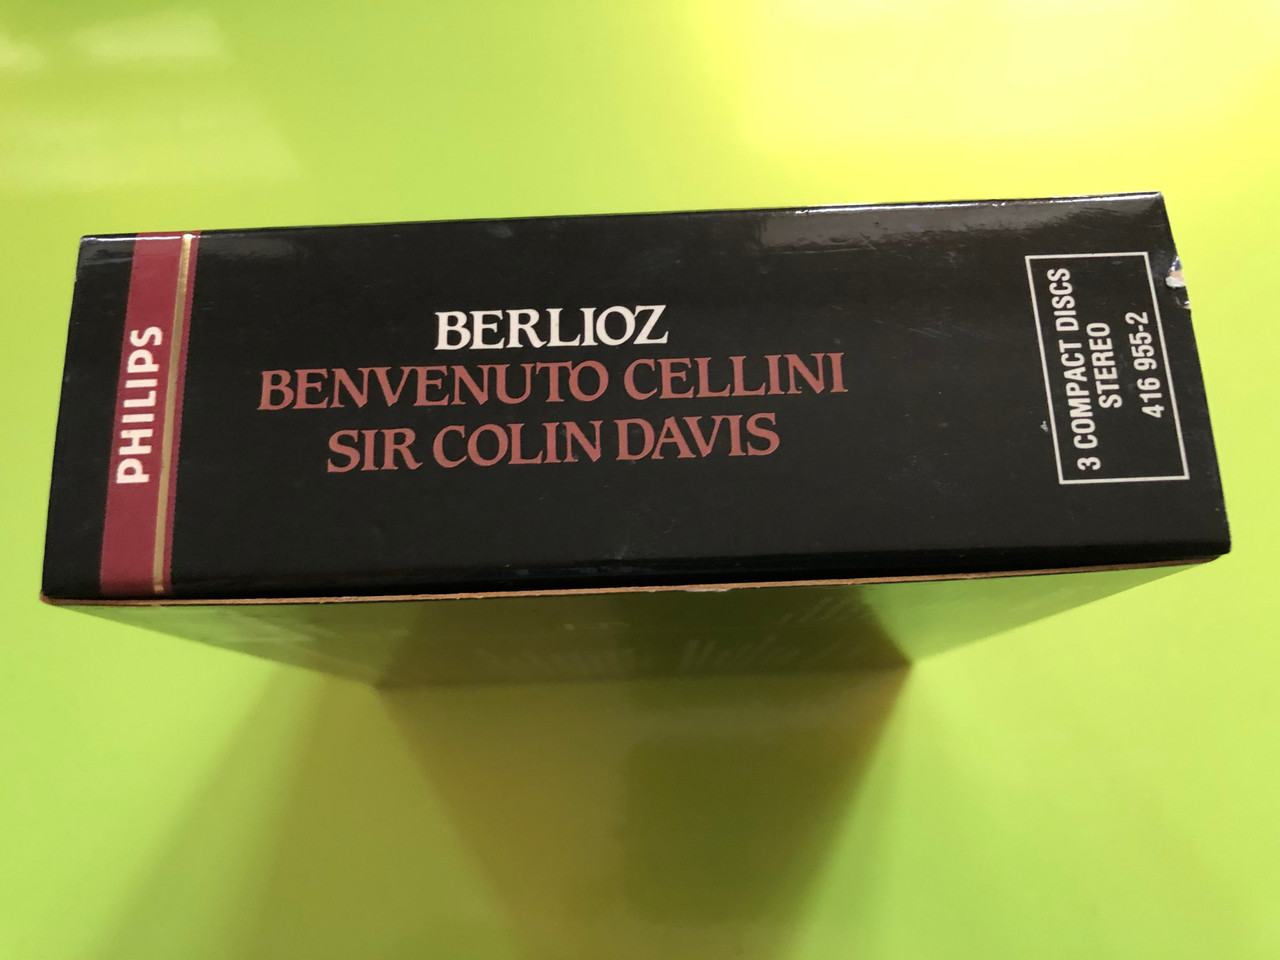 PHILIPS
BERLIOZ
BENVENUTO CELLINI
SIR COLIN DAVIS
3 COMPACT DISCS
STEREO
416 955-2